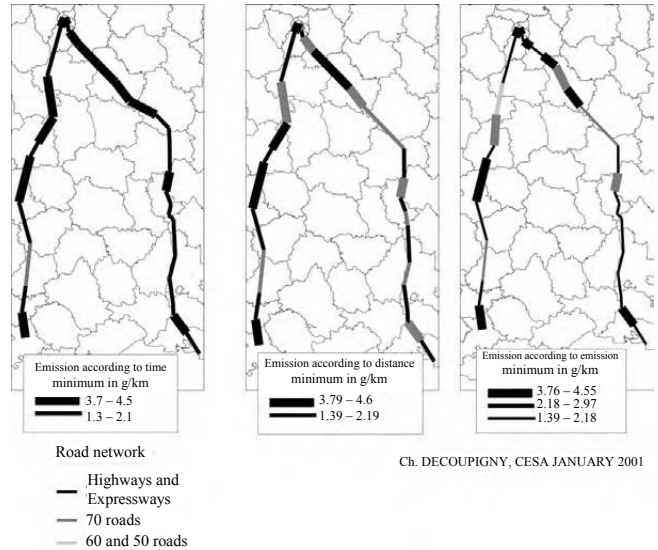 Emission according to time
minimum in g/km
3.7 – 4.5
1.3 – 2.1
Emission according to distance
minimum in g/km
3.79 – 4.6
1.39 – 2.19
Emission according to emission
minimum in g/km
3.76 – 4.55
2.18 – 2.97
1.39 – 2.18
Road network
Highways and
Expressways
70 roads
60 and 50 roads
Ch. DECOUPIGNY, CESA JANUARY 2001